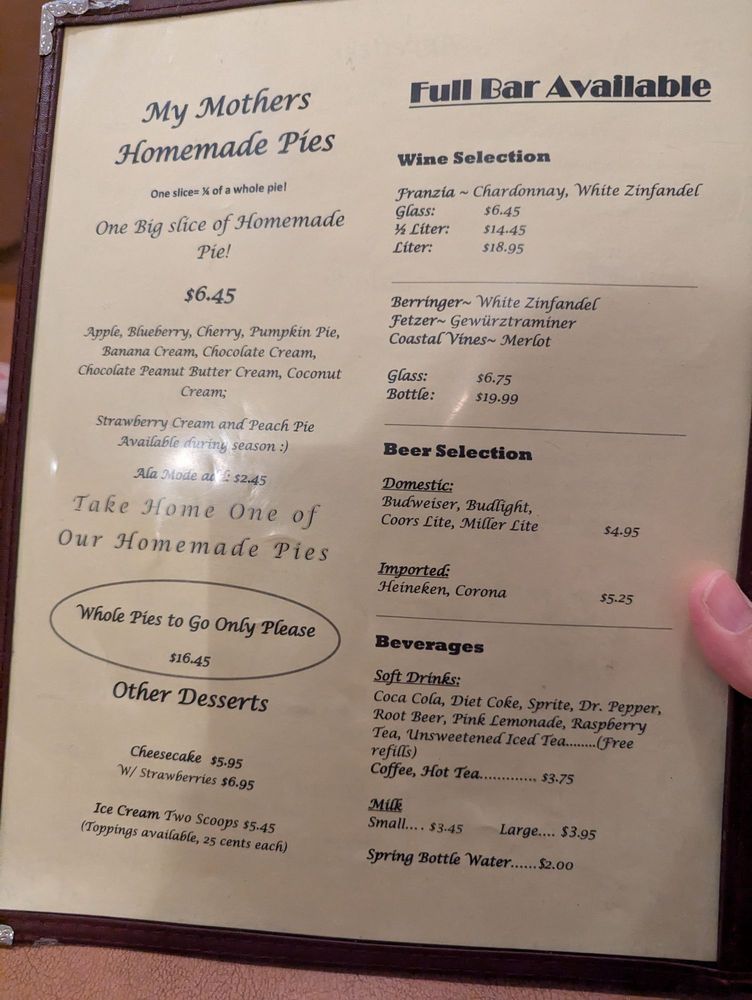 My Mothers
Homemade Pies
One slice= ¼ of a whole pie!
One Big slice of Homemade
Pie!
$6.45
Apple, Blueberry, Cherry, Pumpkin Pie,
Banana Cream, Chocolate Cream,
Chocolate Peanut Butter Cream, Coconut
Cream;
Strawberry Cream and Peach Pie
Available during season :)
Ala Mode add: $2.45
Take Home One of
Our Homemade Pies
Whole Pies to Go Only Please
$16.45
Other Desserts
Cheesecake $5.95
W/ Strawberries $6.95
Ice Cream Two Scoops $5.45
(Toppings available, 25 cents each)
Full Bar Available
Wine Selection
Franzia ~ Chardonnay, White Zinfandel
Glass: $6.45
½ Liter: $14.45
Liter: $18.95
Berringer~ White Zinfandel
Fetzer~ Gewürztraminer
Coastal Vines~ Merlot
Glass: $6.75
Bottle: $19.99
Beer Selection
Domestic:
Budweiser, Budlight,
Coors Lite, Miller Lite $4.95
Imported:
Heineken, Corona $5.25
Beverages
Soft Drinks:
Coca Cola, Diet Coke, Sprite, Dr. Pepper,
Root Beer, Pink Lemonade, Raspberry
Tea, Unsweetened Iced Tea........(Free
refills)
Coffee, Hot Tea............. $3.75
Milk
Small.... $3.45 Large.... $3.95
Spring Bottle Water......$2.00